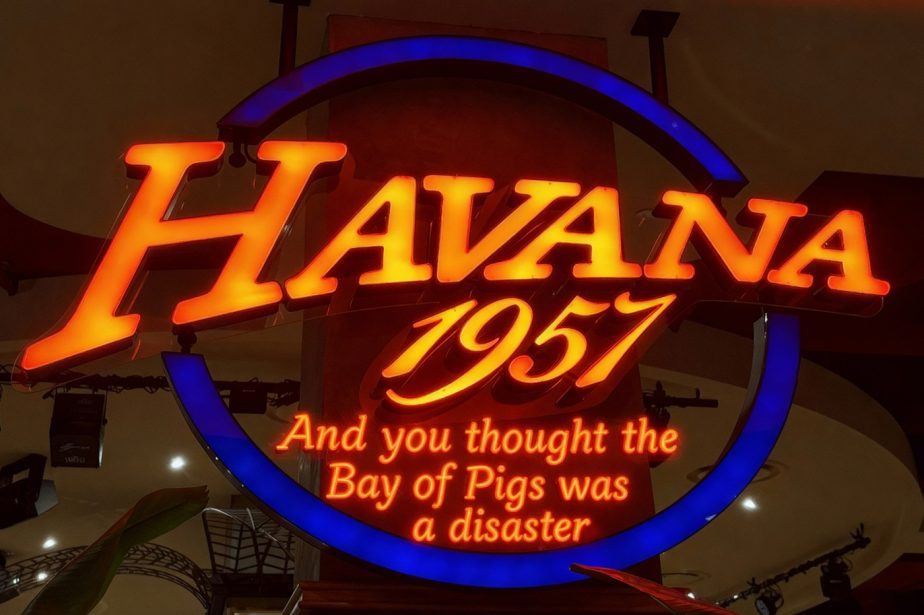 HAVANA
1957
And you thought the
Bay of Pigs was
a disaster